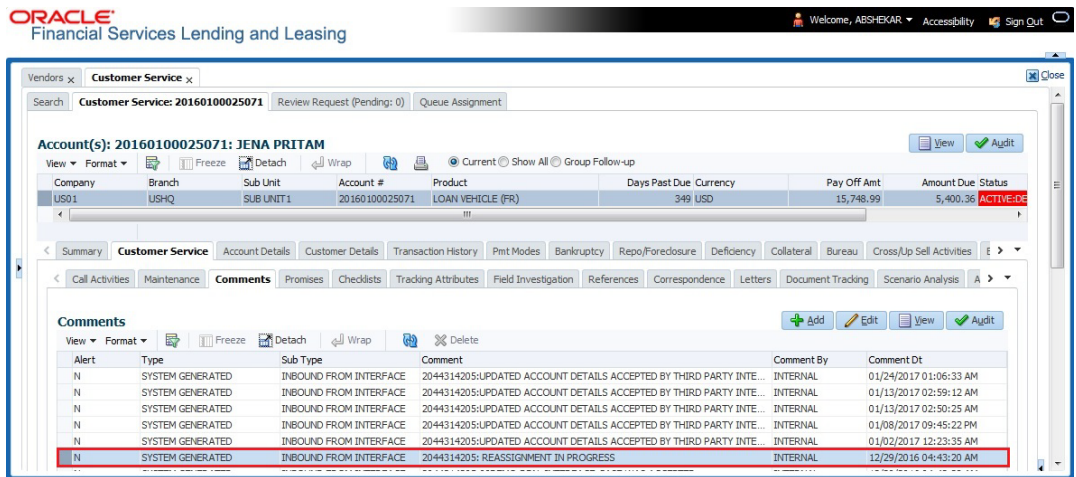 ORACLE
Financial Services Lending and Leasing
Welcome, ABSHEKAR Accessibility Sign Out
Vendors x Customer Service x Close
Search Customer Service: 20160100025071 Review Request (Pending: 0) Queue Assignment
Account(s): 20160100025071: JENA PRITAM View Audit
View Format Freeze Detach Wrap Current Show All Group Follow-up
Company Branch Sub Unit Account # Product Days Past Due Currency Pay Off Amt Amount Due Status
US01 USHQ SUB UNIT1 20160100025071 LOAN VEHICLE (FR) 349 USD 15,748.99 5,400.36 ACTIVE:DE
Summary Customer Service Account Details Customer Details Transaction History Pmt Modes Bankruptcy Repo/Foreclosure Deficiency Collateral Bureau Cross/Up Sell Activities
Call Activities Maintenance Comments Promises Checklists Tracking Attributes Field Investigation References Correspondence Letters Document Tracking Scenario Analysis A
Comments Add Edit View Audit
View Format Freeze Detach Wrap Delete
Alert Type Sub Type Comment Comment By Comment Dt
N SYSTEM GENERATED INBOUND FROM INTERFACE 2044314205:UPDATED ACCOUNT DETAILS ACCEPTED BY THIRD PARTY INTE... INTERNAL 01/24/2017 01:06:33 AM
N SYSTEM GENERATED INBOUND FROM INTERFACE 2044314205:UPDATED ACCOUNT DETAILS ACCEPTED BY THIRD PARTY INTE... INTERNAL 01/13/2017 02:59:12 AM
N SYSTEM GENERATED INBOUND FROM INTERFACE 2044314205:UPDATED ACCOUNT DETAILS ACCEPTED BY THIRD PARTY INTE... INTERNAL 01/13/2017 02:50:25 AM
N SYSTEM GENERATED INBOUND FROM INTERFACE 2044314205:UPDATED ACCOUNT DETAILS ACCEPTED BY THIRD PARTY INTE... INTERNAL 01/08/2017 09:45:22 PM
N SYSTEM GENERATED INBOUND FROM INTERFACE 2044314205:UPDATED ACCOUNT DETAILS ACCEPTED BY THIRD PARTY INTE... INTERNAL 01/02/2017 12:23:35 AM
N SYSTEM GENERATED INBOUND FROM INTERFACE 2044314205: REASSIGNMENT IN PROGRESS INTERNAL 12/29/2016 04:43:20 AM